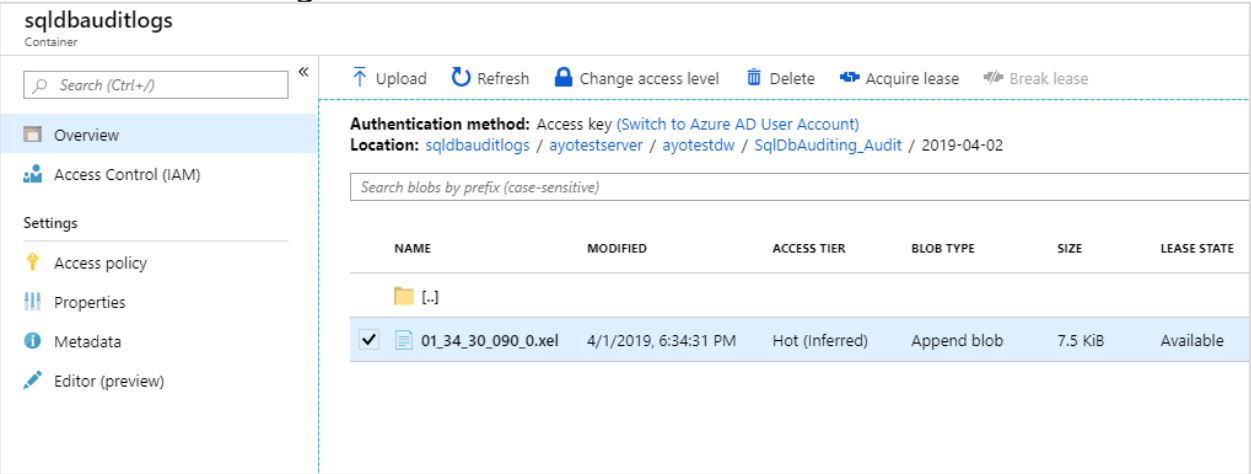 sqldbauditlogs
Container
Search (Ctrl+/)
«
Overview
Access Control (IAM)
Settings
Access policy
Properties
Metadata
Editor (preview)
Upload Refresh Change access level Delete Acquire lease Break lease
Authentication method: Access key (Switch to Azure AD User Account)
Location: sqldbauditlogs / ayotestserver / ayotestdw / SqlDbAuditing_Audit / 2019-04-02
Search blobs by prefix (case-sensitive)
NAME MODIFIED ACCESS TIER BLOB TYPE SIZE LEASE STATE
[..]
01_34_30_090_0.xel 4/1/2019, 6:34:31 PM Hot (Inferred) Append blob 7.5 KiB Available